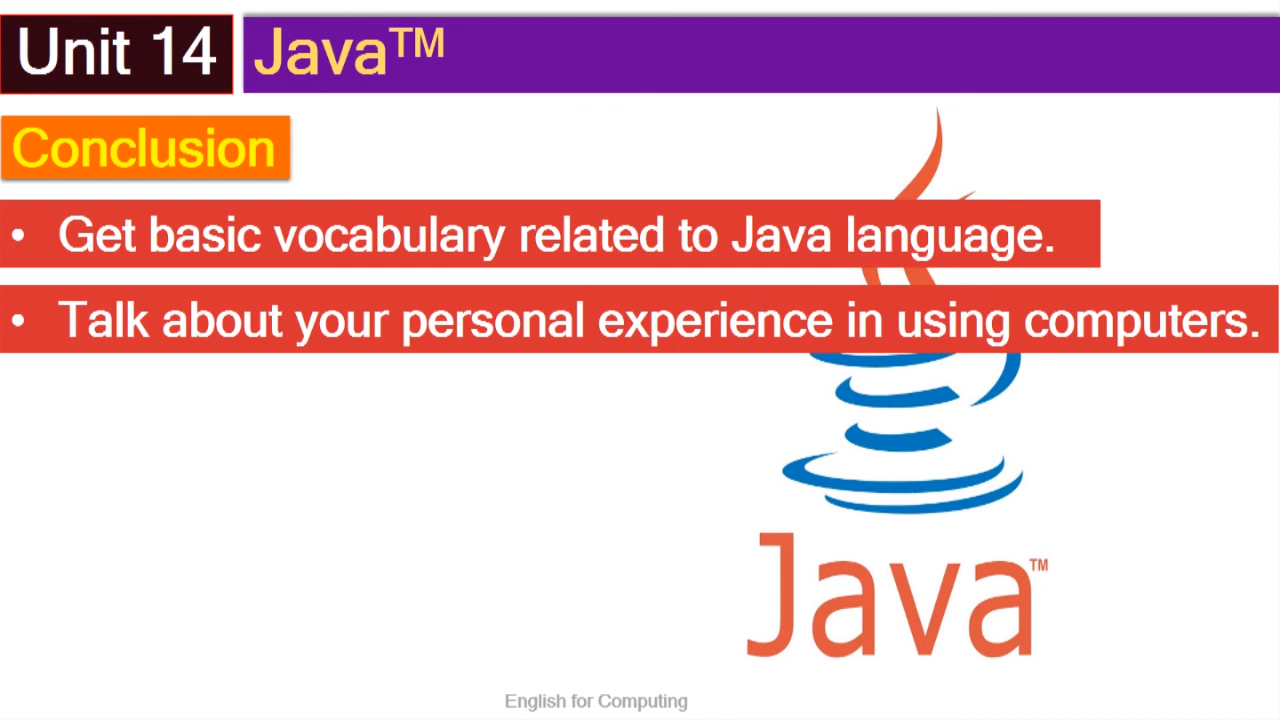 Unit 14
Java™
Conclusion
• Get basic vocabulary related to Java language.
• Talk about your personal experience in using computers.
Java™
English for Computing